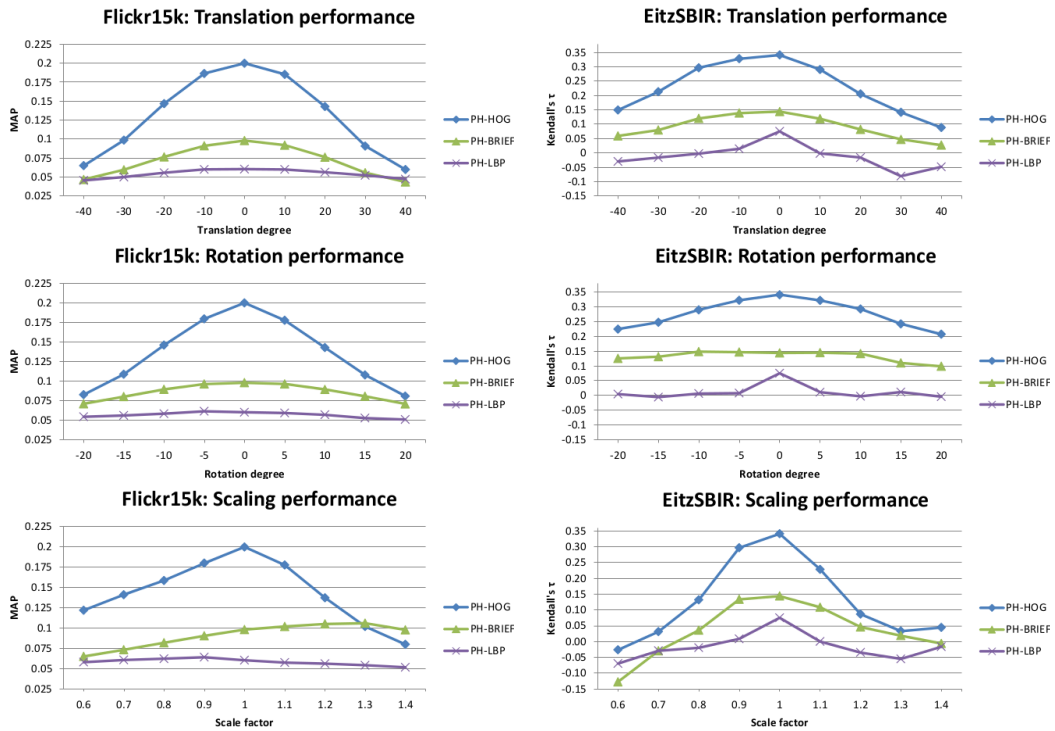 Flickr15k: Translation performance
0.225
0.2
0.175
0.15
0.125
0.1
0.075
0.05
0.025
MAP
-40 -30 -20 -10 0 10 20 30 40
Translation degree
PH-HOG
PH-BRIEF
PH-LBP
EitzSBIR: Translation performance
0.35
0.3
0.25
0.2
0.15
0.1
0.05
0
-0.05
-0.1
-0.15
Kendall's τ
-40 -30 -20 -10 0 10 20 30 40
Translation degree
PH-HOG
PH-BRIEF
PH-LBP
Flickr15k: Rotation performance
0.225
0.2
0.175
0.15
0.125
0.1
0.075
0.05
0.025
MAP
-20 -15 -10 -5 0 5 10 15 20
Rotation degree
PH-HOG
PH-BRIEF
PH-LBP
EitzSBIR: Rotation performance
0.35
0.3
0.25
0.2
0.15
0.1
0.05
0
-0.05
-0.1
-0.15
Kendall's τ
-20 -15 -10 -5 0 5 10 15 20
Rotation degree
PH-HOG
PH-BRIEF
PH-LBP
Flickr15k: Scaling performance
0.225
0.2
0.175
0.15
0.125
0.1
0.075
0.05
0.025
MAP
0.6 0.7 0.8 0.9 1 1.1 1.2 1.3 1.4
Scale factor
PH-HOG
PH-BRIEF
PH-LBP
EitzSBIR: Scaling performance
0.35
0.30
0.25
0.20
0.15
0.10
0.05
0.00
-0.05
-0.10
-0.15
Kendall's τ
0.6 0.7 0.8 0.9 1 1.1 1.2 1.3 1.4
Scale factor
PH-HOG
PH-BRIEF
PH-LBP